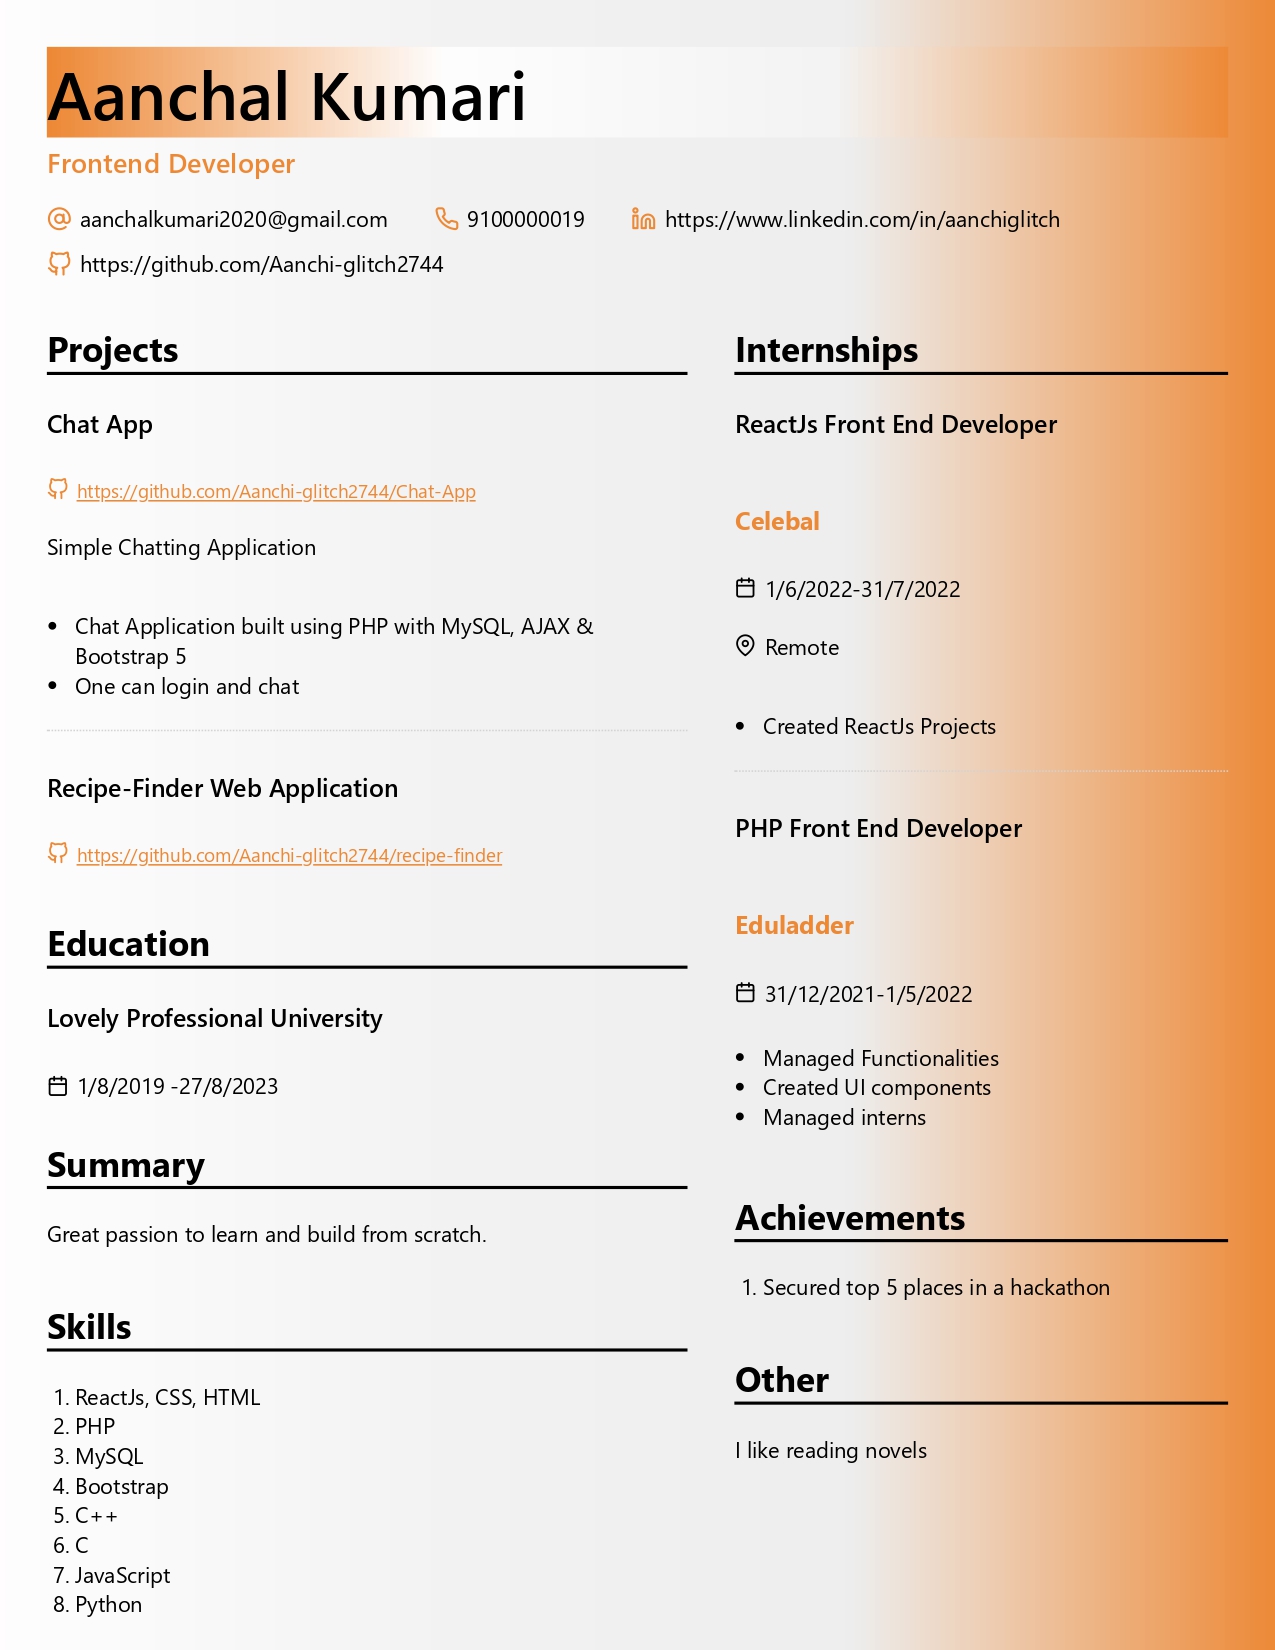 Aanchal Kumari
Frontend Developer
aanchalkumari2020@gmail.com 9100000019 https://www.linkedin.com/in/aanchiglitch
https://github.com/Aanchi-glitch2744
Projects
Chat App
https://github.com/Aanchi-glitch2744/Chat-App
Simple Chatting Application
• Chat Application built using PHP with MySQL, AJAX &
Bootstrap 5
• One can login and chat
Recipe-Finder Web Application
https://github.com/Aanchi-glitch2744/recipe-finder
Education
Lovely Professional University
1/8/2019 -27/8/2023
Summary
Great passion to learn and build from scratch.
Skills
1. ReactJs, CSS, HTML
2. PHP
3. MySQL
4. Bootstrap
5. C++
6. C
7. JavaScript
8. Python
Internships
ReactJs Front End Developer
Celebal
1/6/2022-31/7/2022
Remote
• Created ReactJs Projects
PHP Front End Developer
Eduladder
31/12/2021-1/5/2022
• Managed Functionalities
• Created UI components
• Managed interns
Achievements
1. Secured top 5 places in a hackathon
Other
I like reading novels